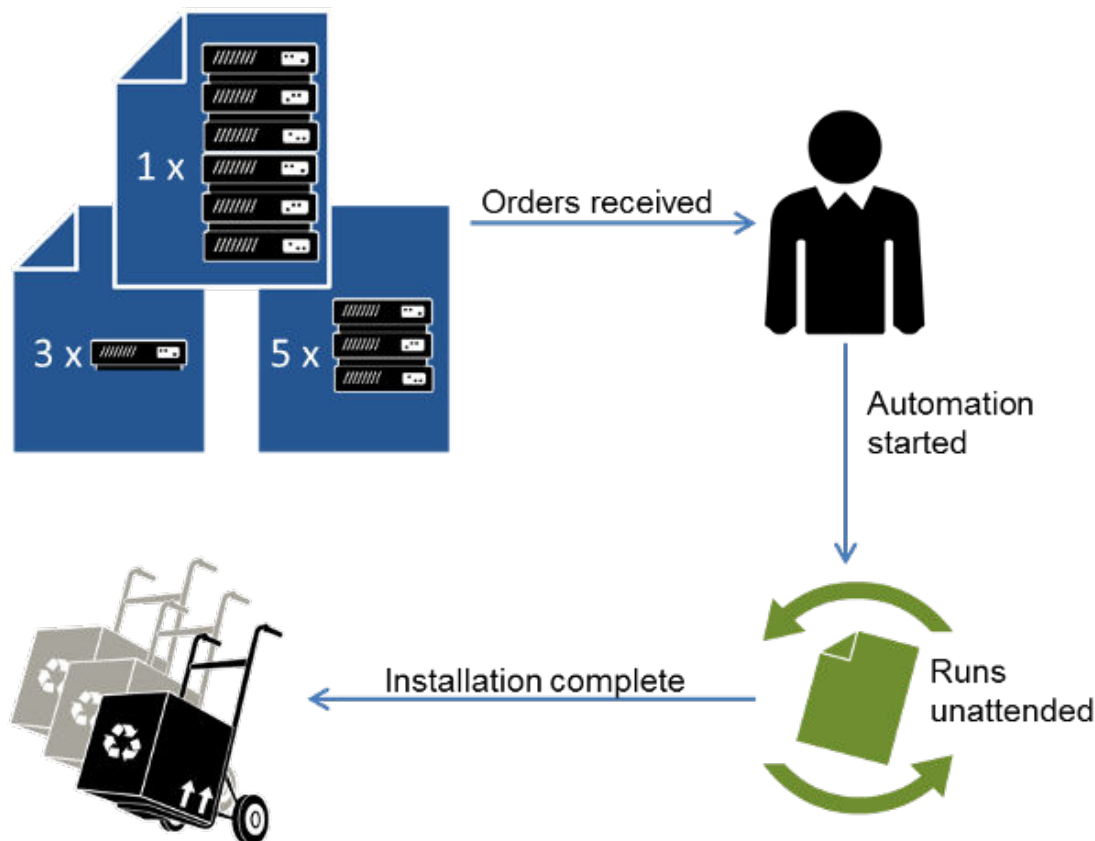 1 x
3 x
5 x
Orders received
Automation
started
Runs
unattended
Installation complete